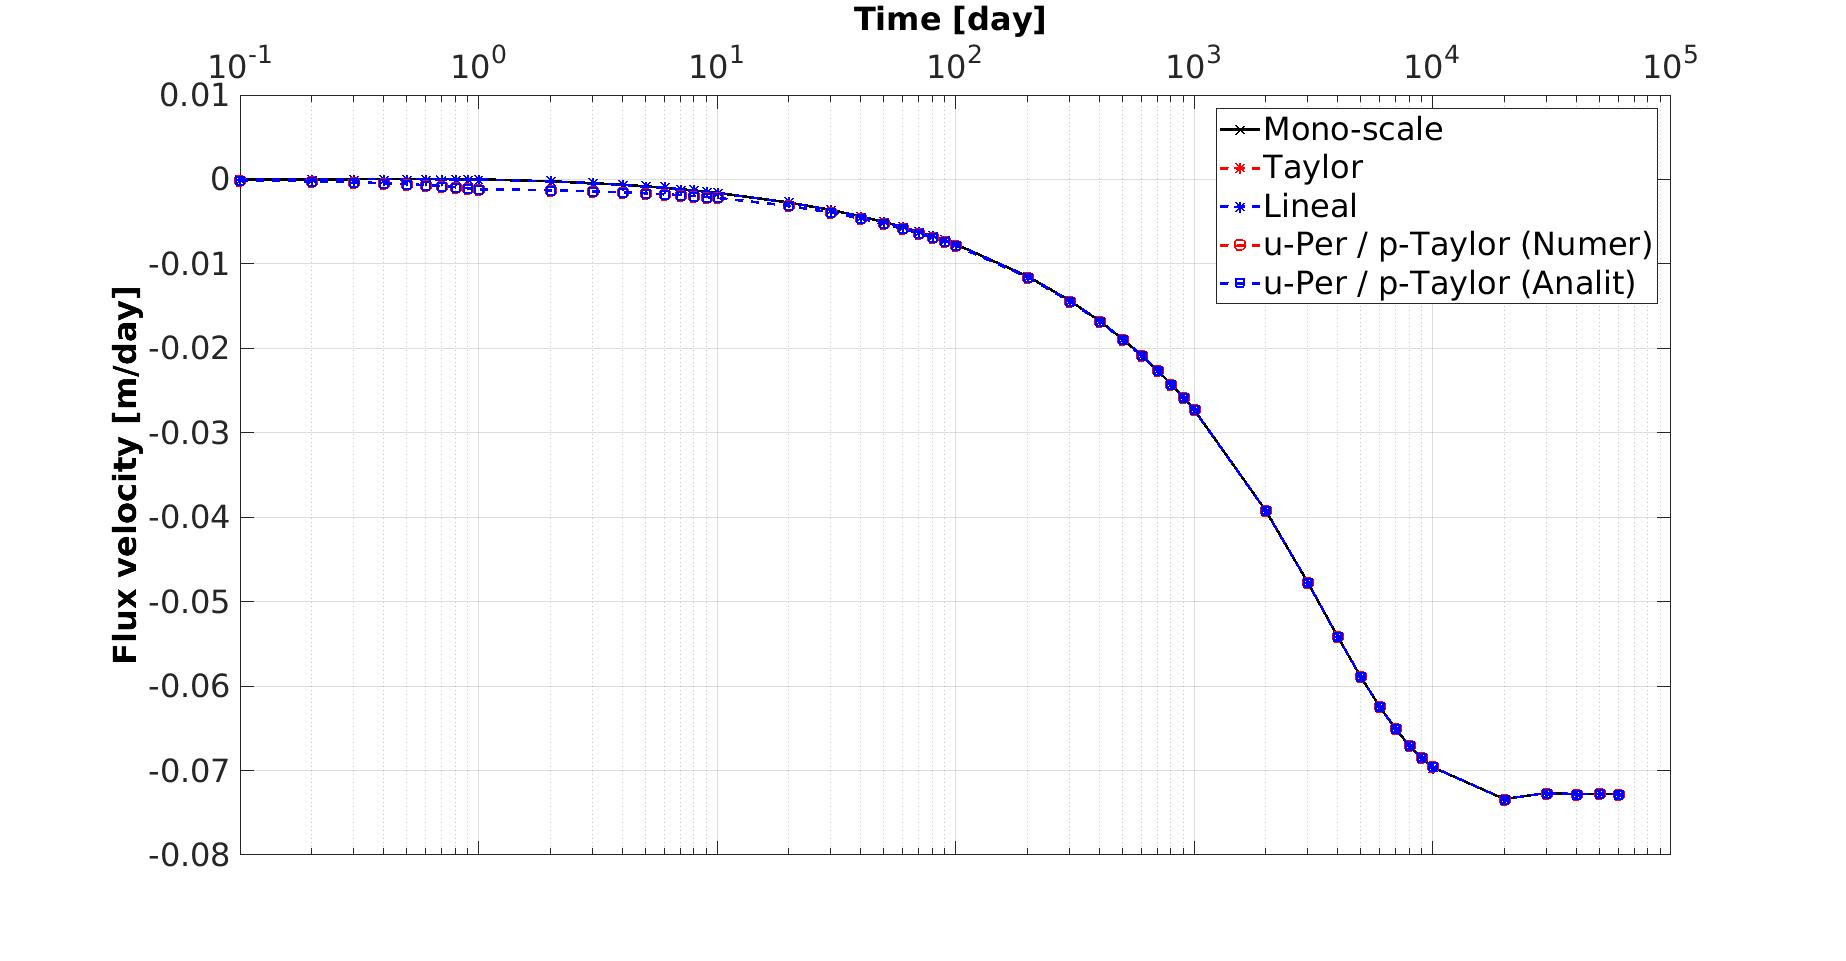 Time [day]
10^-1 10^0 10^1 10^2 10^3 10^4 10^5
0.01
0
-0.01
-0.02
-0.03
-0.04
-0.05
-0.06
-0.07
-0.08
Flux velocity [m/day]
Mono-scale
Taylor
Lineal
u-Per / p-Taylor (Numer)
u-Per / p-Taylor (Analit)